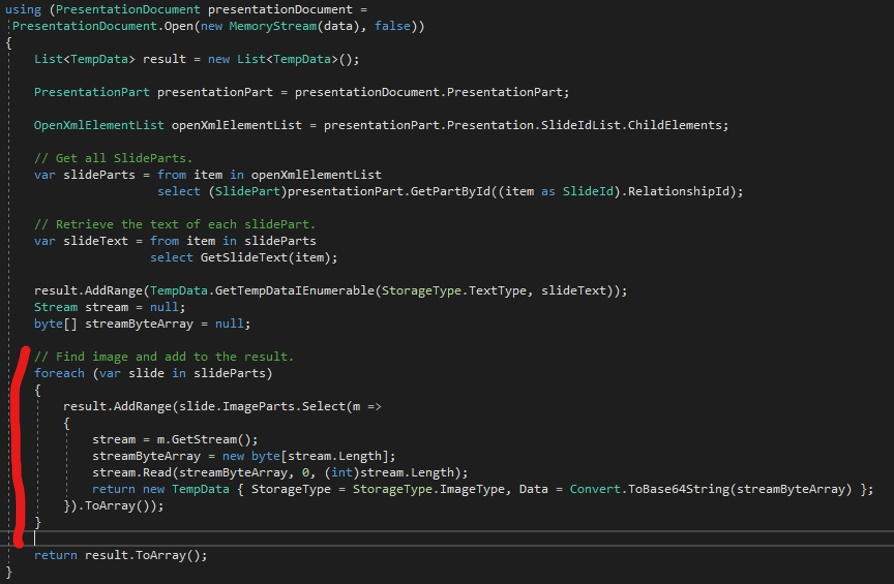 using (PresentationDocument presentationDocument =
PresentationDocument.Open(new MemoryStream(data), false))
{
List<TempData> result = new List<TempData>();
PresentationPart presentationPart = presentationDocument.PresentationPart;
OpenXmlElementList openXmlElementList = presentationPart.Presentation.SlideIdList.ChildElements;
// Get all SlideParts.
var slideParts = from item in openXmlElementList
select (SlidePart)presentationPart.GetPartById((item as SlideId).RelationshipId);
// Retrieve the text of each slidePart.
var slideText = from item in slideParts
select GetSlideText(item);
result.AddRange(TempData.GetTempDataIEnumerable(StorageType.TextType, slideText));
Stream stream = null;
byte[] streamByteArray = null;
// Find image and add to the result.
foreach (var slide in slideParts)
{
result.AddRange(slide.ImageParts.Select(m =>
{
stream = m.GetStream();
streamByteArray = new byte[stream.Length];
stream.Read(streamByteArray, 0, (int)stream.Length);
return new TempData { StorageType = StorageType.ImageType, Data = Convert.ToBase64String(streamByteArray) };
}).ToArray());
}
return result.ToArray();
}